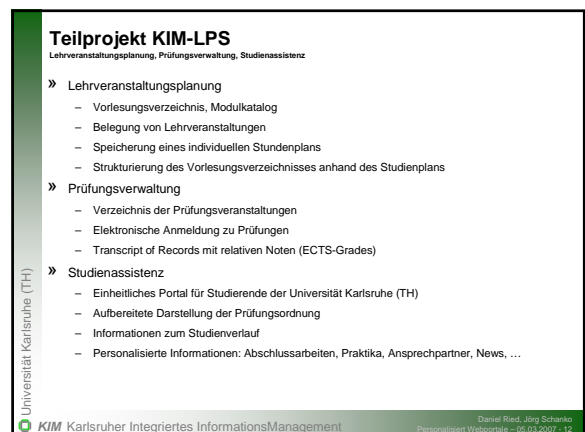 Teilprojekt KIM-LPS
Lehrveranstaltungsplanung, Prüfungsverwaltung, Studienassistenz
» Lehrveranstaltungsplanung
– Vorlesungsverzeichnis, Modulkatalog
– Belegung von Lehrveranstaltungen
– Speicherung eines individuellen Stundenplans
– Strukturierung des Vorlesungsverzeichnisses anhand des Studienplans
» Prüfungsverwaltung
– Verzeichnis der Prüfungsveranstaltungen
– Elektronische Anmeldung zu Prüfungen
– Transcript of Records mit relativen Noten (ECTS-Grades)
» Studienassistenz
– Einheitliches Portal für Studierende der Universität Karlsruhe (TH)
– Aufbereitete Darstellung der Prüfungsordnung
– Informationen zum Studienverlauf
– Personalisierte Informationen: Abschlussarbeiten, Praktika, Ansprechpartner, News, …
Universität Karlsruhe (TH)
KIM Karlsruher Integriertes InformationsManagement
Daniel Ried, Jörg Schanko
Personalisiert Webportale – 05.03.2007 - 12